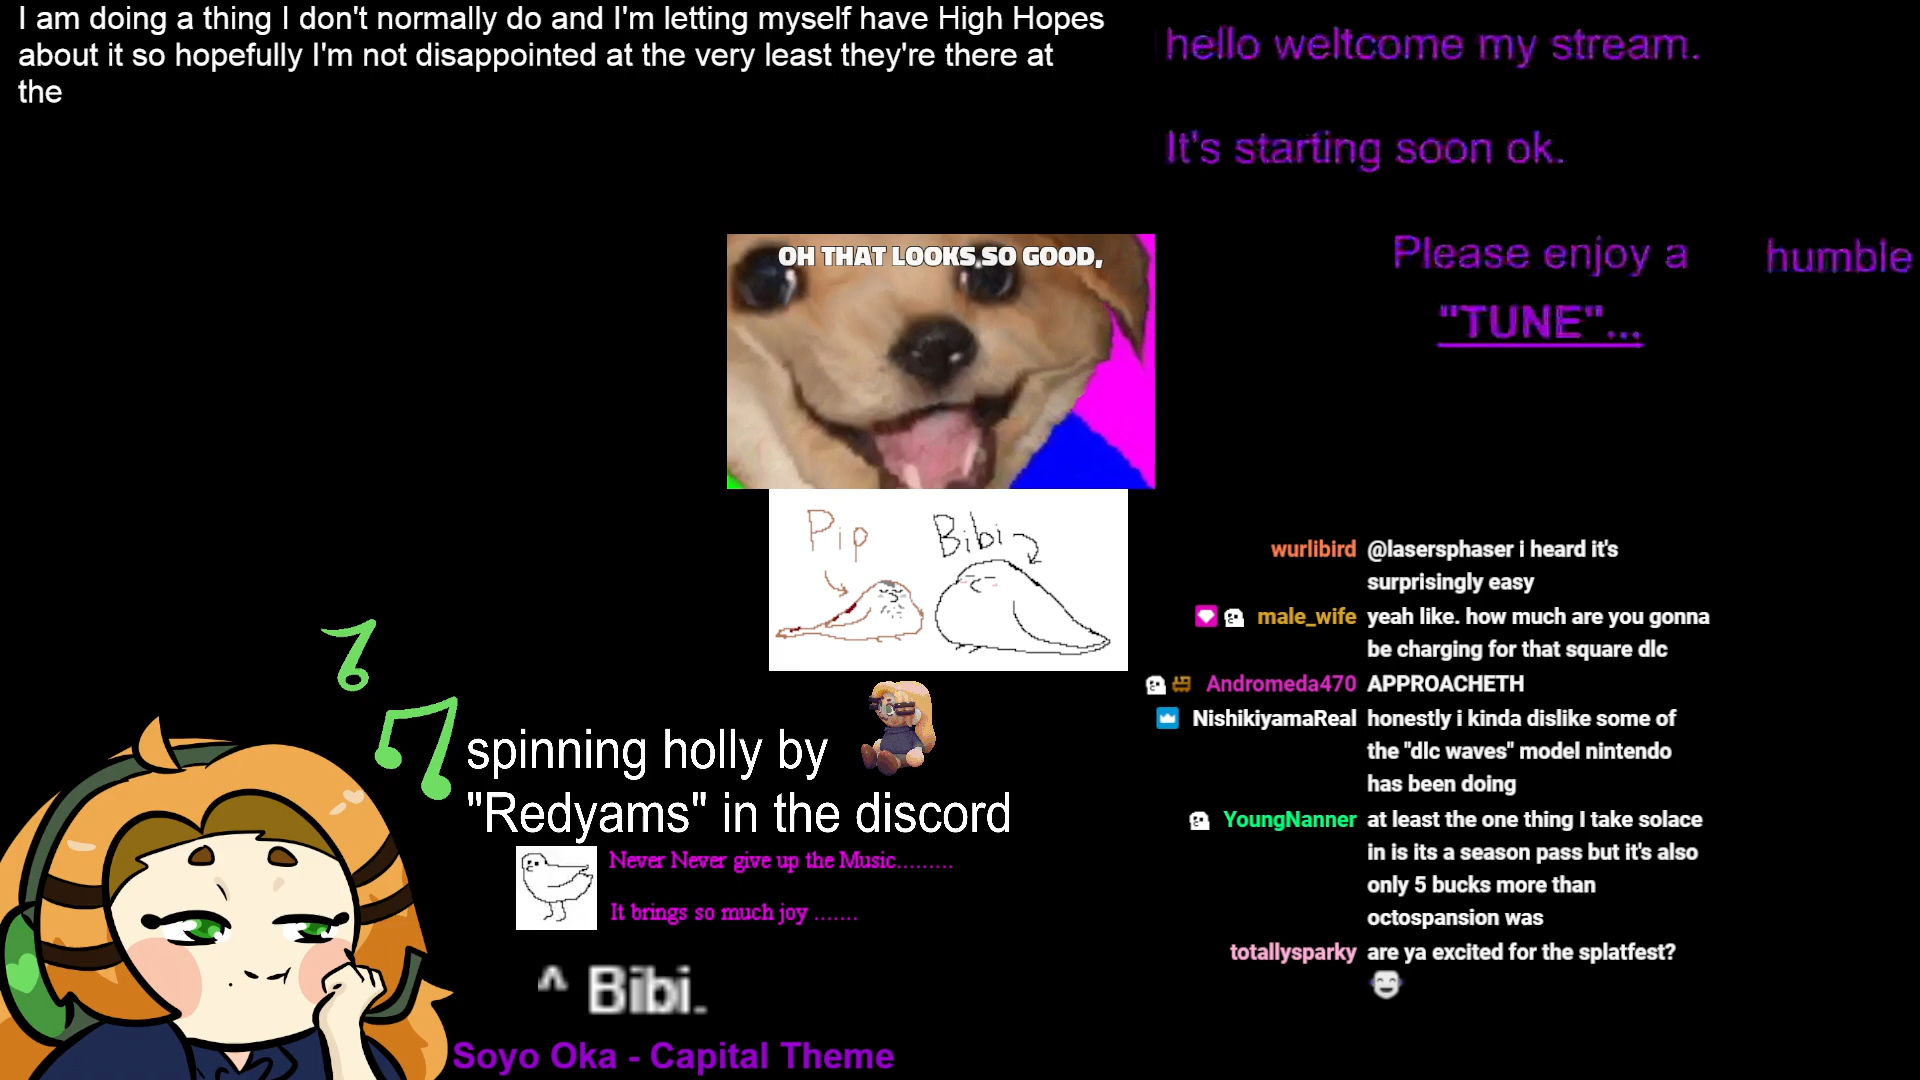 I am doing a thing I don't normally do and I'm letting myself have High Hopes
about it so hopefully I'm not disappointed at the very least they're there at
the
hello weltcome my stream.
It's starting soon ok.
Please enjoy a humble
"TUNE"...
OH THAT LOOKS SO GOOD,
Pip
Bibi
wurlibird @lasersphaser i heard it's
surprisingly easy
male_wife yeah like. how much are you gonna
be charging for that square dlc
Andromeda470 APPROACHETH
NishikiyamaReal honestly i kinda dislike some of
the "dlc waves" model nintendo
has been doing
YoungNanner at least the one thing I take solace
in is its a season pass but it's also
only 5 bucks more than
octospansion was
totallysparky are ya excited for the splatfest?
spinning holly by
"Redyams" in the discord
Never Never give up the Music.........
It brings so much joy .......
^ Bibi.
Soyo Oka - Capital Theme